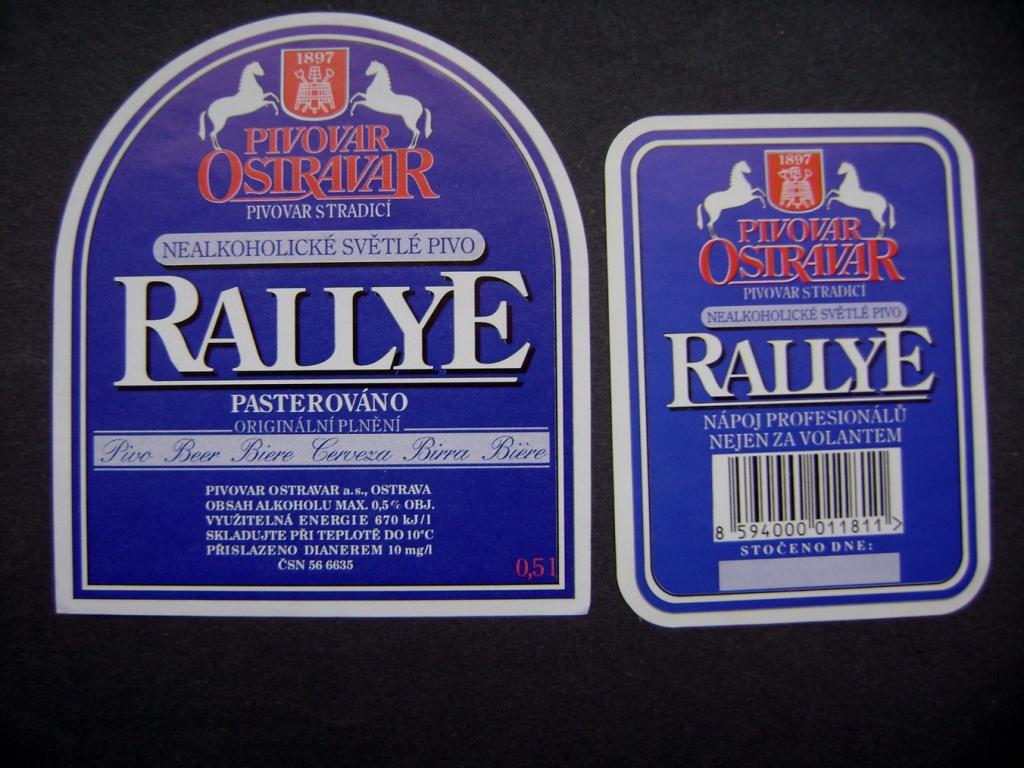 1897
PIVOVAR
OSTRAVAR
PIVOVAR S TRADICÍ
NEALKOHOLICKÉ SVĚTLÉ PIVO
RALLYE
PASTEROVÁNO
ORIGINÁLNÍ PLNĚNÍ
Pivo Beer Biere Cerveza Birra Bière
PIVOVAR OSTRAVAR a.s., OSTRAVA
OBSAH ALKOHOLU MAX. 0,5% OBJ.
VYUŽITELNÁ ENERGIE 670 kJ/l
SKLADUJTE PŘI TEPLOTĚ DO 10°C
PŘISLAZENO DIANEREM 10 mg/l
ČSN 56 6635
0,5 l
1897
PIVOVAR
OSTRAVAR
PIVOVAR S TRADICÍ
NEALKOHOLICKÉ SVĚTLÉ PIVO
RALLYE
NÁPOJ PROFESIONÁLŮ
NEJEN ZA VOLANTEM
8 594000 011811 >
STOČENO DNE: